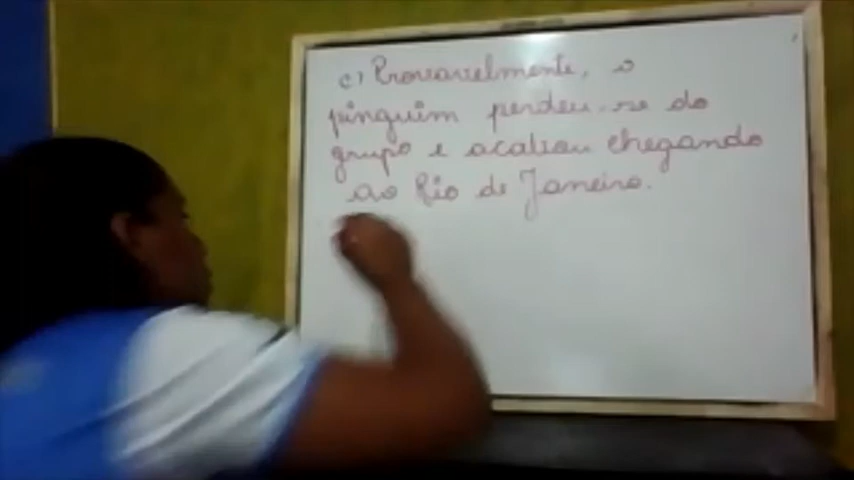 c) Provavelmente, o
pinguim perdeu-se do
grupo e acabou chegando
ao Rio de Janeiro.